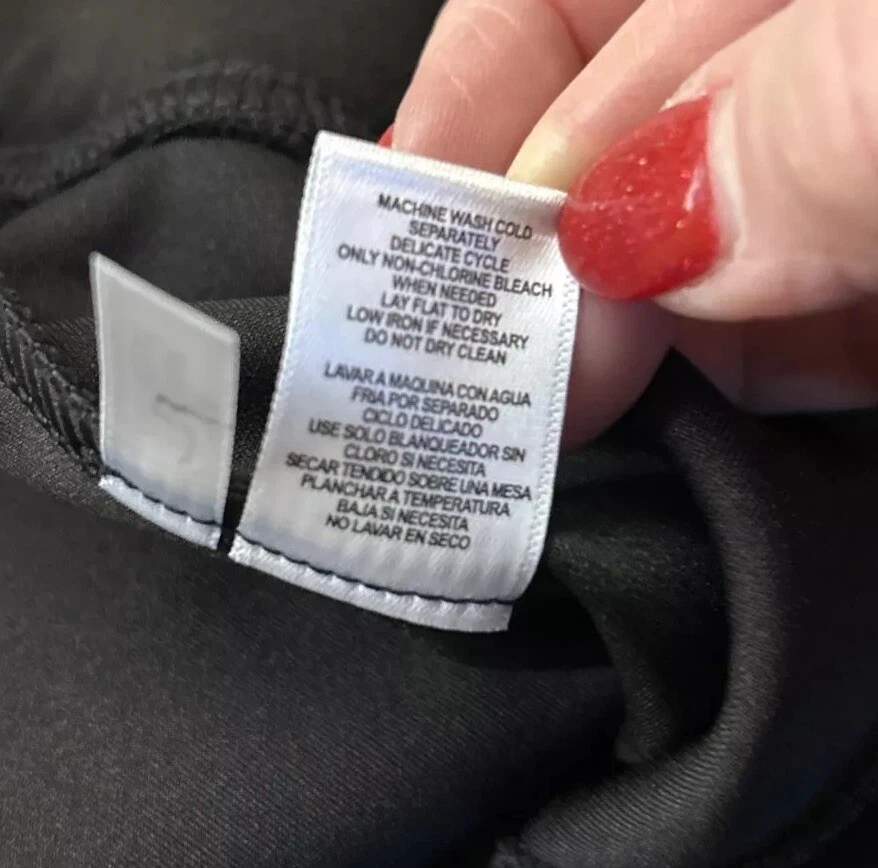 MACHINE WASH COLD
SEPARATELY
DELICATE CYCLE
ONLY NON-CHLORINE BLEACH
WHEN NEEDED
LAY FLAT TO DRY
LOW IRON IF NECESSARY
DO NOT DRY CLEAN
LAVAR A MAQUINA CON AGUA
FRIA POR SEPARADO
CICLO DELICADO
USE SOLO BLANQUEADOR SIN
CLORO SI NECESITA
SECAR TENDIDO SOBRE UNA MESA
PLANCHAR A TEMPERATURA
BAJA SI NECESITA
NO LAVAR EN SECO